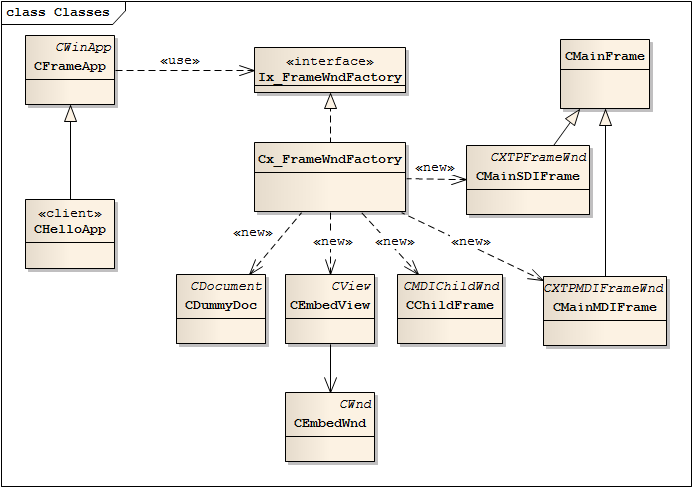 class Classes
CWinApp
CFrameApp
«use»
«interface»
Ix_FrameWndFactory
CMainFrame
Cx_FrameWndFactory
«new»
CXTPFrameWnd
CMainSDIFrame
«client»
CHelloApp
«new»
«new»
«new»
«new»
CDocument
CDummyDoc
CView
CEmbedView
CMDIChildWnd
CChildFrame
CXTPMDIFrameWnd
CMainMDIFrame
CWnd
CEmbedWnd